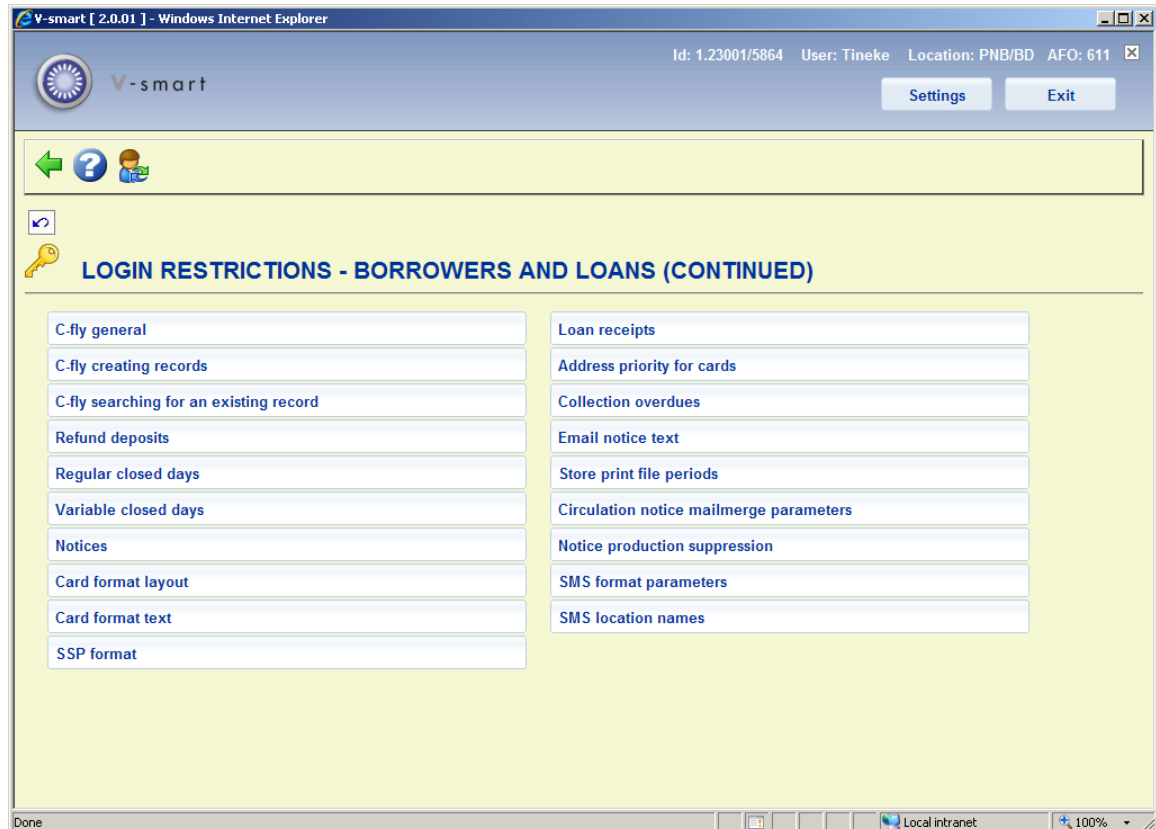 V-smart [ 2.0.01 ] - Windows Internet Explorer
Id: 1.23001/5864 User: Tineke Location: PNB/BD AFO: 611
V-smart
Settings Exit
LOGIN RESTRICTIONS - BORROWERS AND LOANS (CONTINUED)
C-fly general
C-fly creating records
C-fly searching for an existing record
Refund deposits
Regular closed days
Variable closed days
Notices
Card format layout
Card format text
SSP format
Loan receipts
Address priority for cards
Collection overdues
Email notice text
Store print file periods
Circulation notice mailmerge parameters
Notice production suppression
SMS format parameters
SMS location names
Done Local intranet 100%